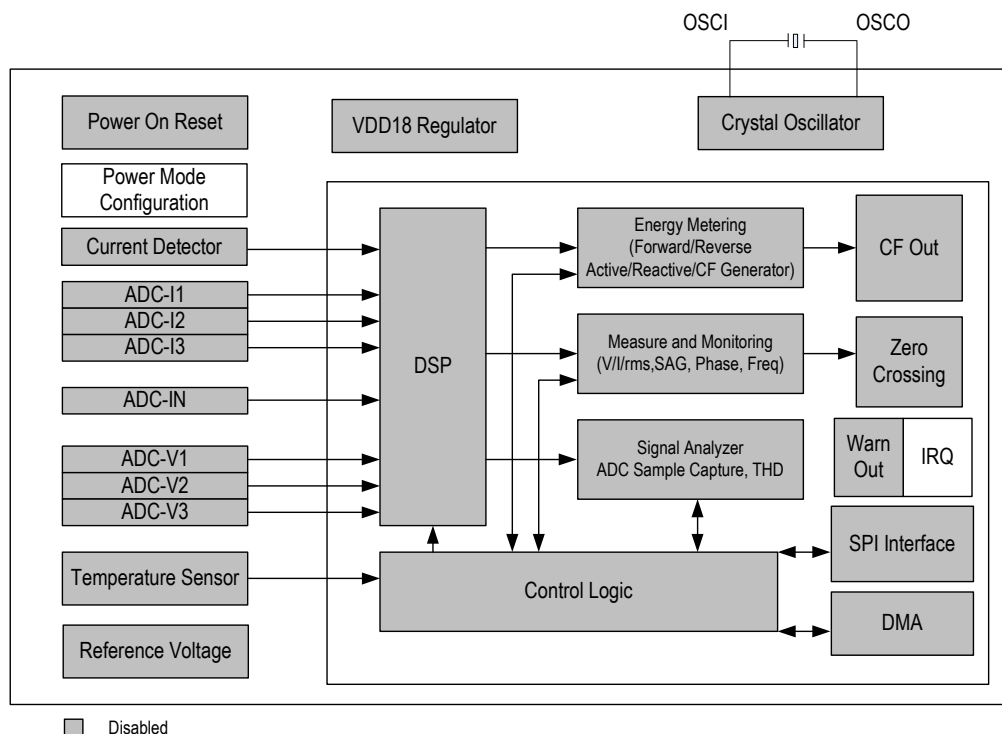 OSCI
OSCO
Power On Reset
VDD18 Regulator
Crystal Oscillator
Power Mode
Configuration
Current Detector
ADC-I1
ADC-I2
ADC-I3
ADC-IN
ADC-V1
ADC-V2
ADC-V3
Temperature Sensor
Reference Voltage
DSP
Energy Metering
(Forward/Reverse
Active/Reactive/CF Generator)
CF Out
Measure and Monitoring
(V/I/rms,SAG, Phase, Freq)
Zero
Crossing
Signal Analyzer
ADC Sample Capture, THD
Warn
Out
IRQ
Control Logic
SPI Interface
DMA
Disabled